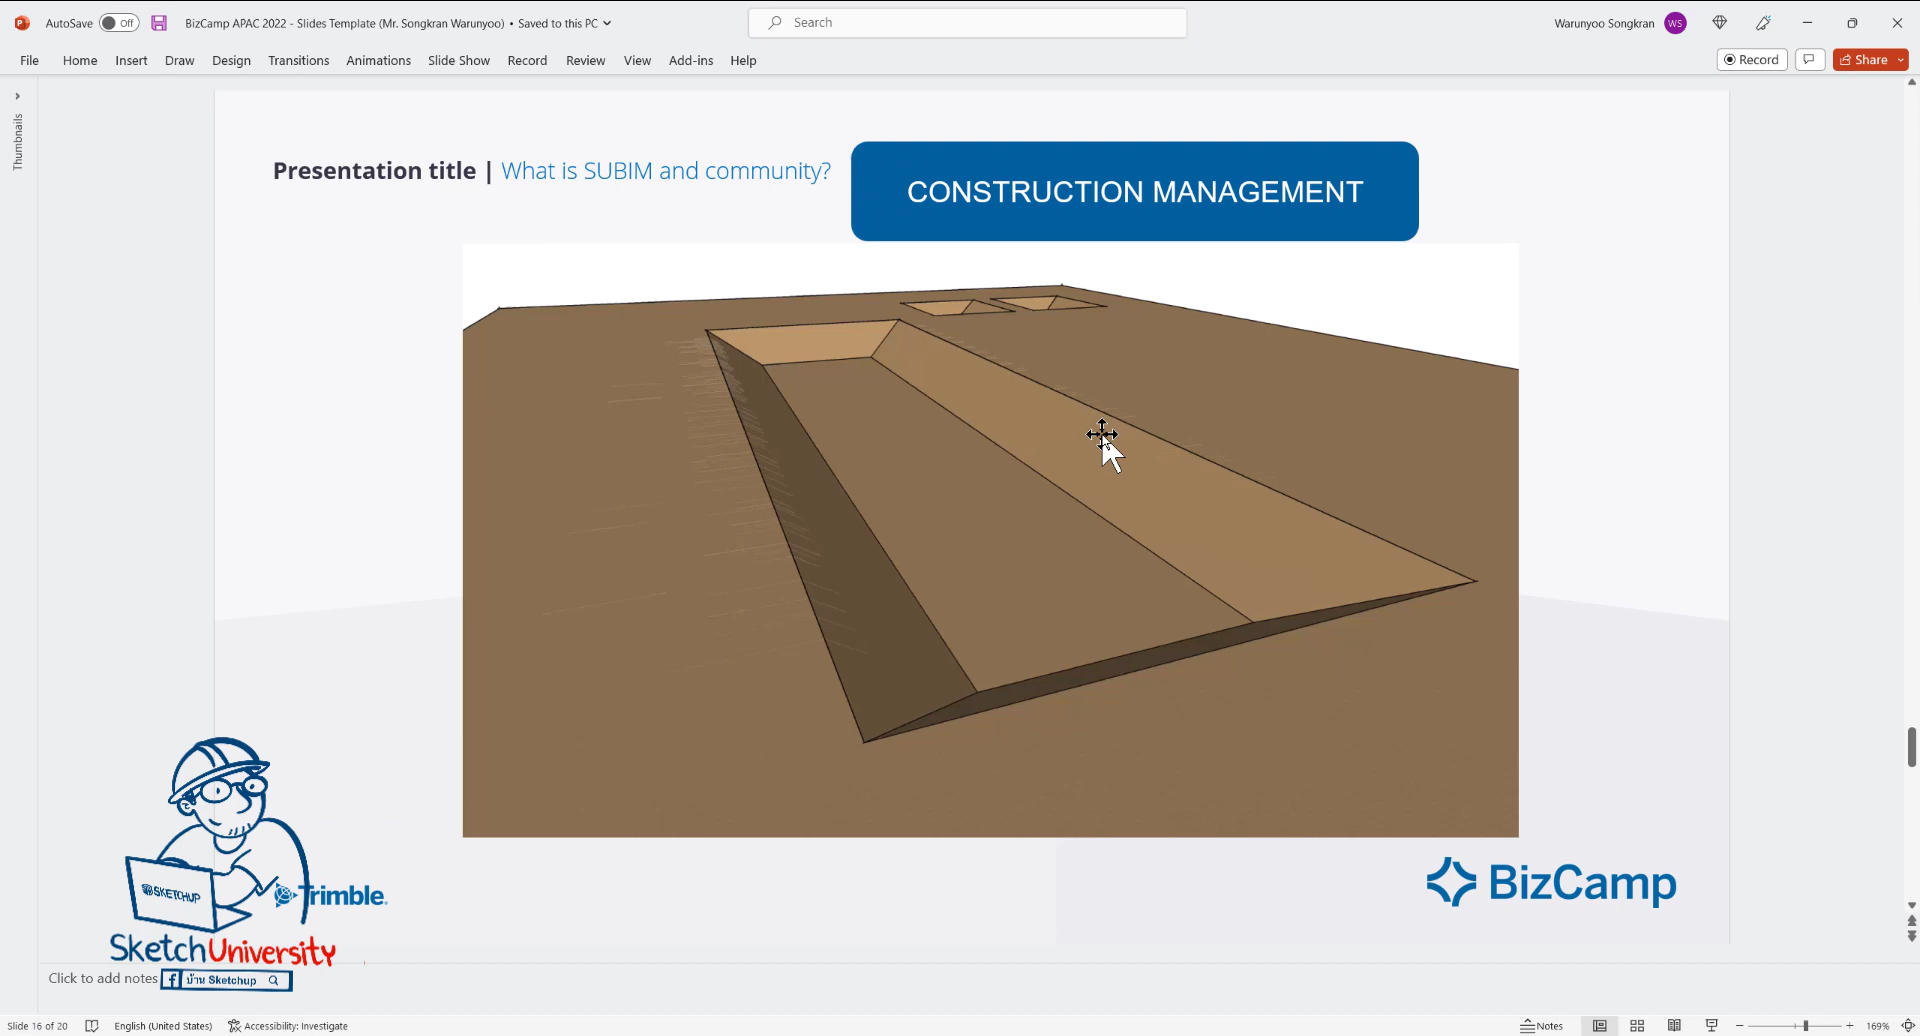 AutoSave Off BizCamp APAC 2022 - Slides Template (Mr. Songkran Warunyoo) • Saved to this PC Search Warunyoo Songkran WS
File Home Insert Draw Design Transitions Animations Slide Show Record Review View Add-ins Help Record Share
Thumbnails
Presentation title | What is SUBIM and community?
CONSTRUCTION MANAGEMENT
SKETCHUP
Trimble.
BizCamp
SketchUniversity
Click to add notes
f บ้าน Sketchup
Slide 16 of 20 English (United States) Accessibility: Investigate Notes 169%